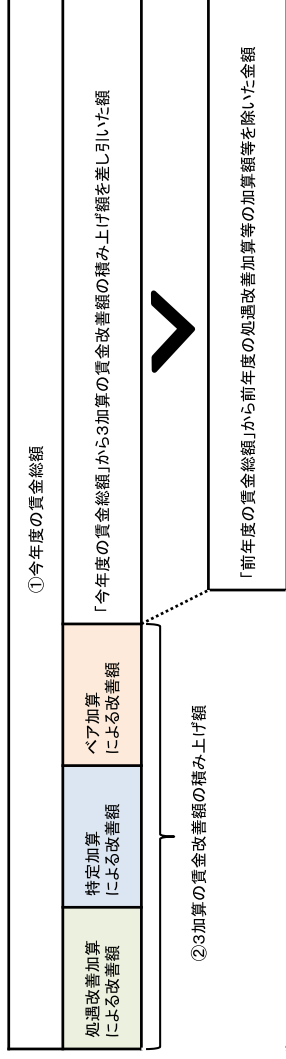 ①今年度の賃金総額
処遇改善加算
による改善額
特定加算
による改善額
ベア加算
による改善額
「今年度の賃金総額」から3加算の賃金改善額の積み上げ額を差し引いた額
②3加算の賃金改善額の積み上げ額
「前年度の賃金総額」から前年度の処遇改善加算等の加算額等を除いた金額